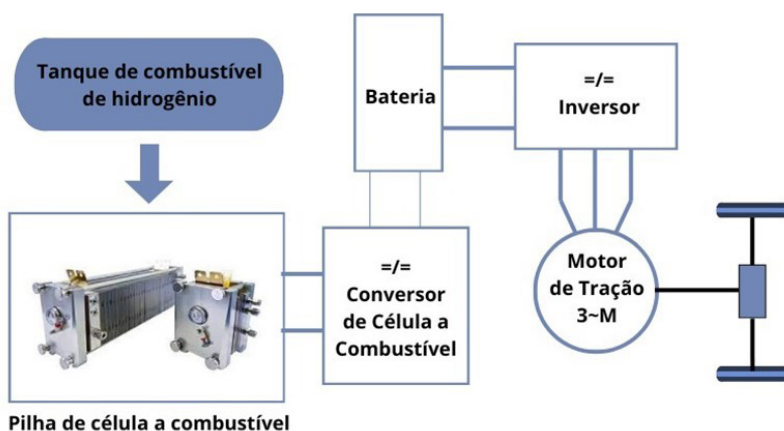 Tanque de combustível
de hidrogênio
Bateria
=/=
Inversor
=/=
Conversor
de Célula a
Combustível
Motor
de Tração
3~M
Pilha de célula a combustível